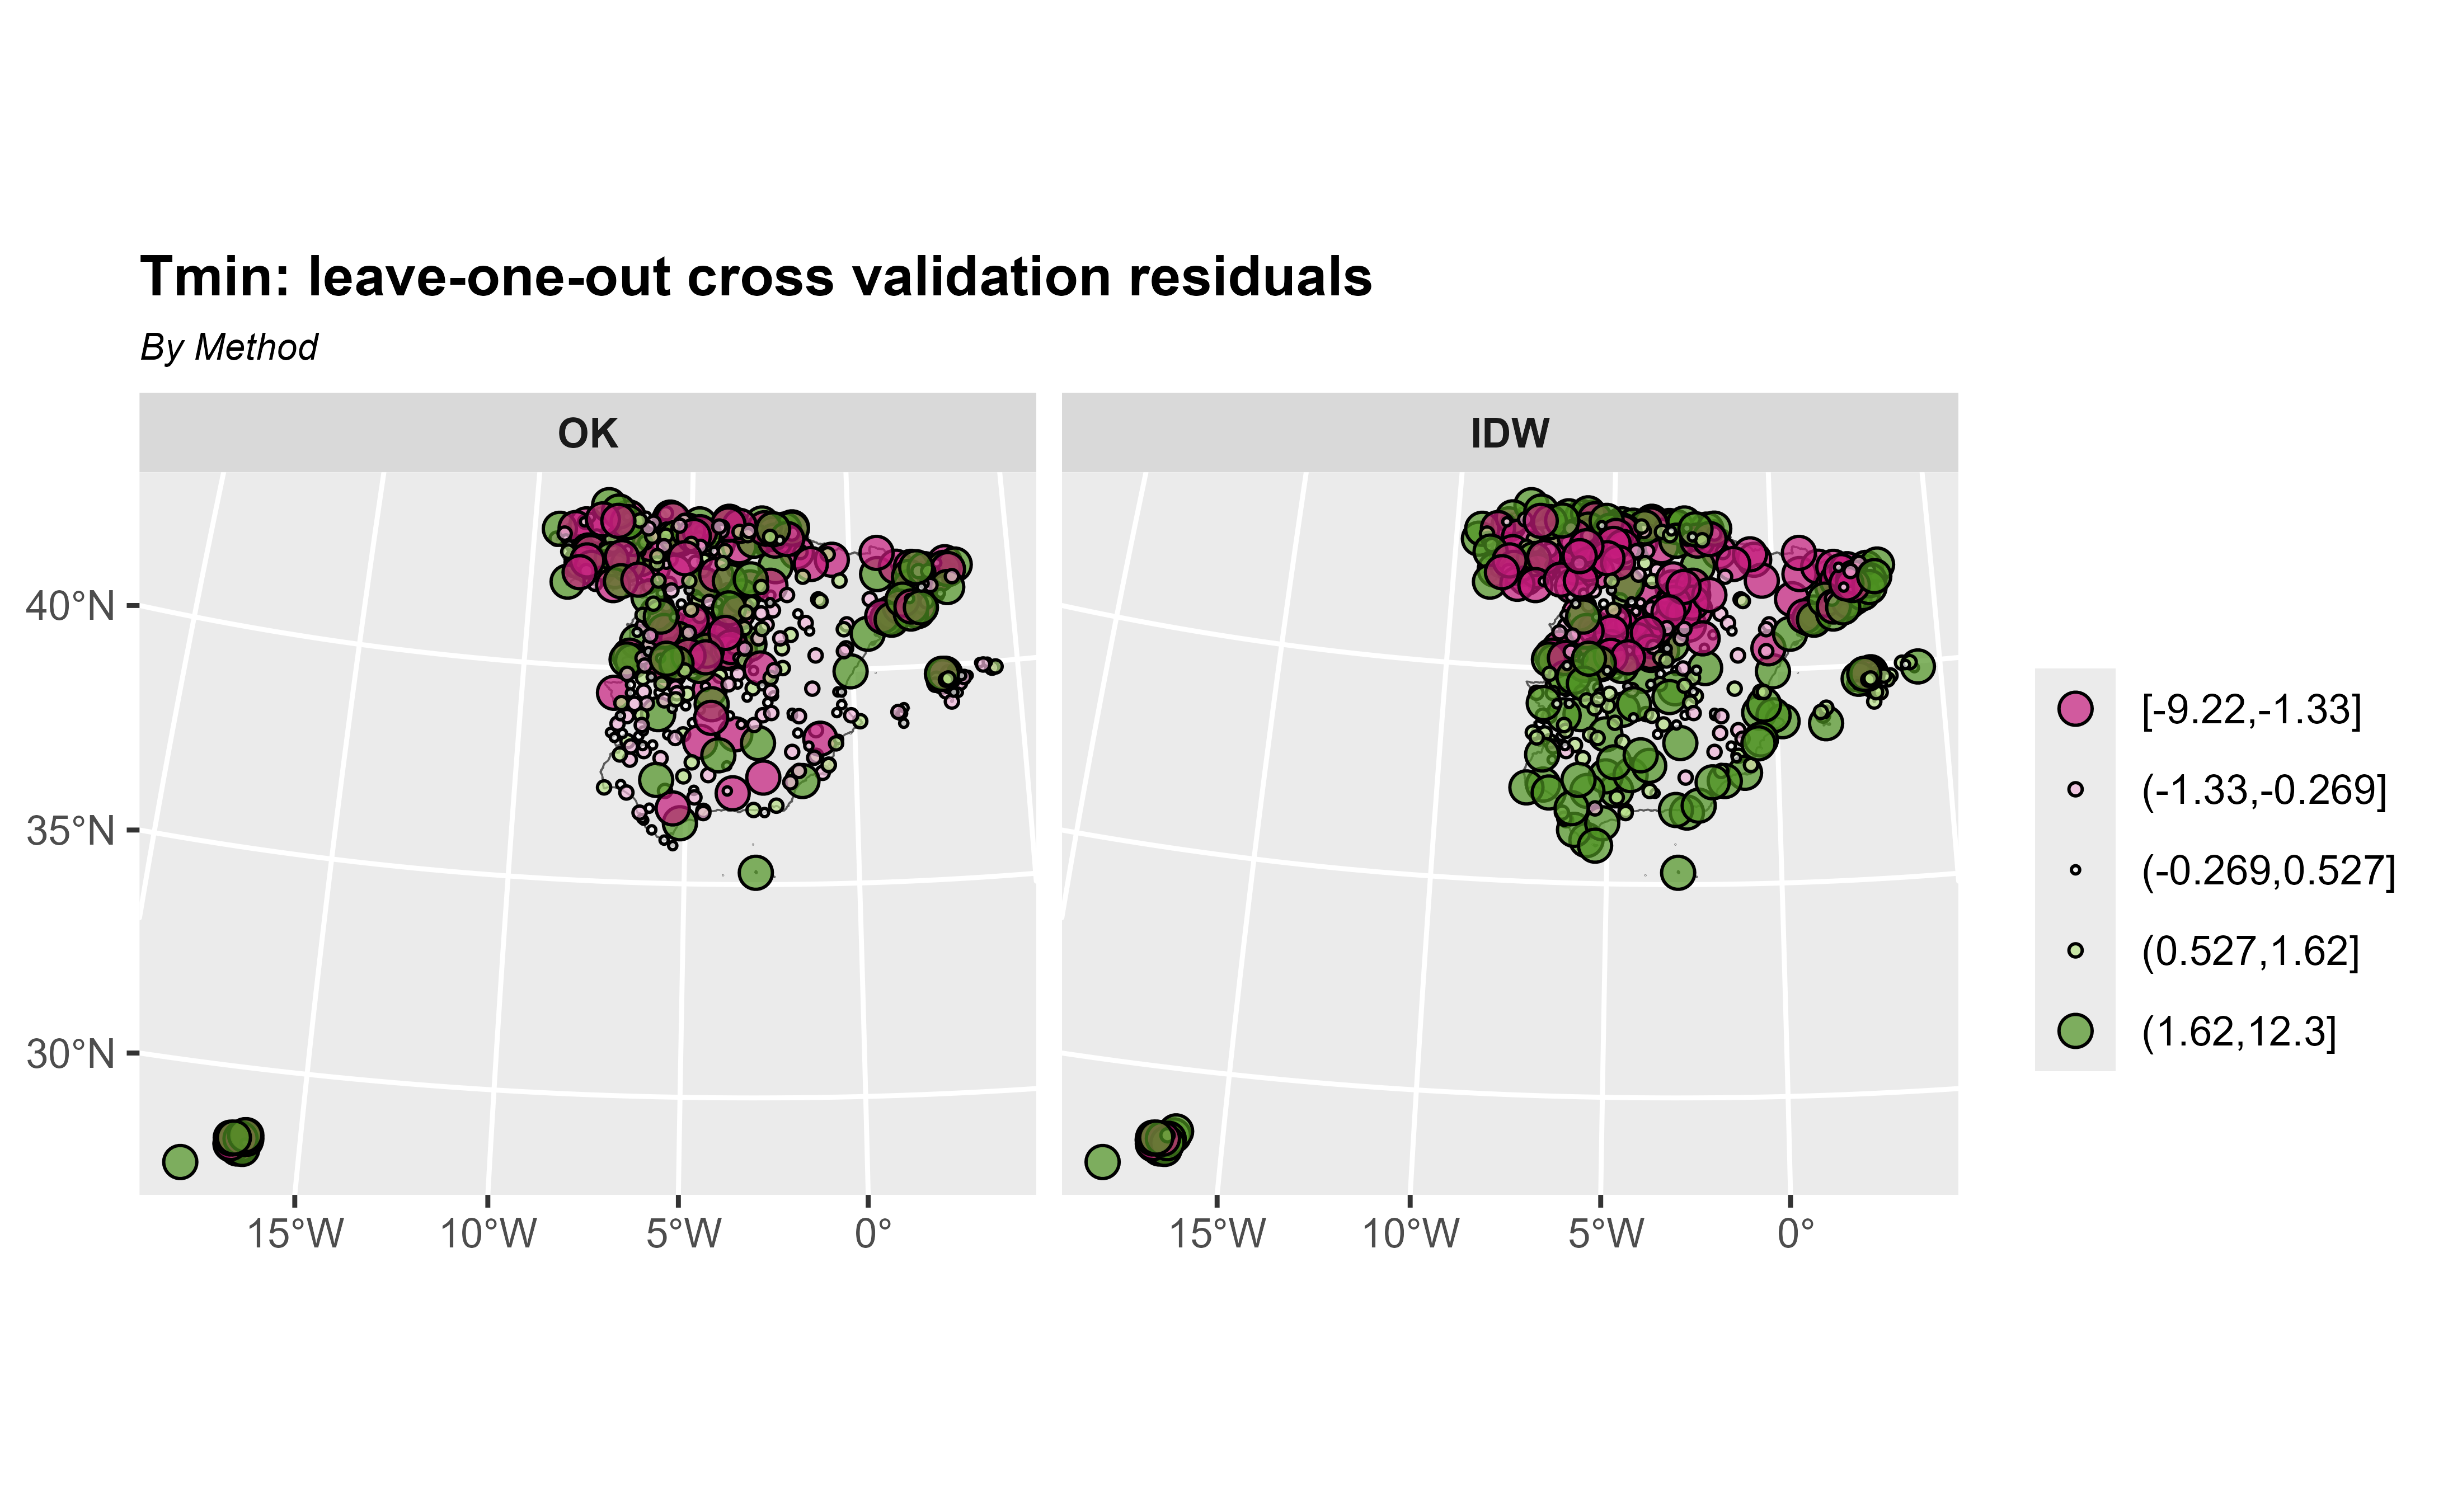 Tmin: leave-one-out cross validation residuals
By Method
OK
IDW
40°N
35°N
30°N
15°W
10°W
5°W
0°
15°W
10°W
5°W
0°
[-9.22,-1.33]
(-1.33,-0.269]
(-0.269,0.527]
(0.527,1.62]
(1.62,12.3]